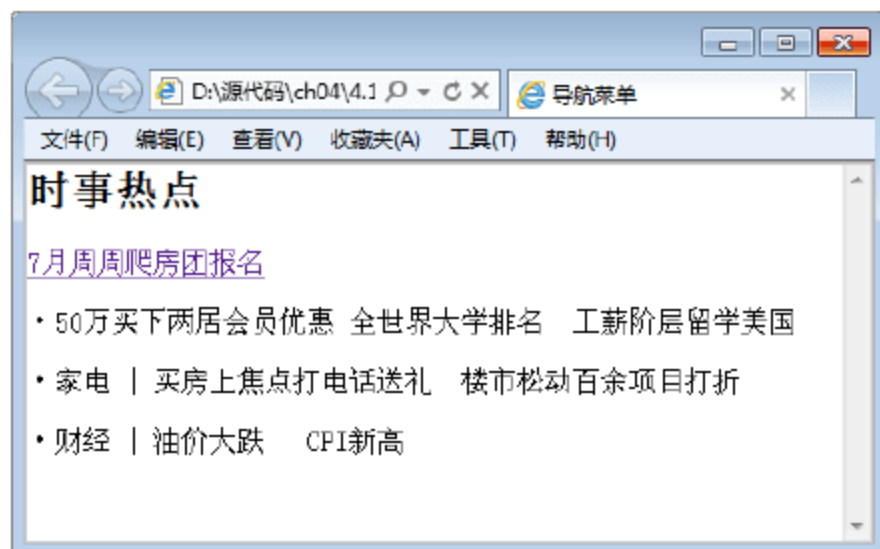 D:\源代码\ch04\4.1
导航菜单
文件(F) 编辑(E) 查看(V) 收藏夹(A) 工具(T) 帮助(H)
时事热点
7月周周爬房团报名
·50万买下两居会员优惠 全世界大学排名 工薪阶层留学美国
·家电 | 买房上焦点打电话送礼 楼市松动百余项目打折
·财经 | 油价大跌 CPI新高